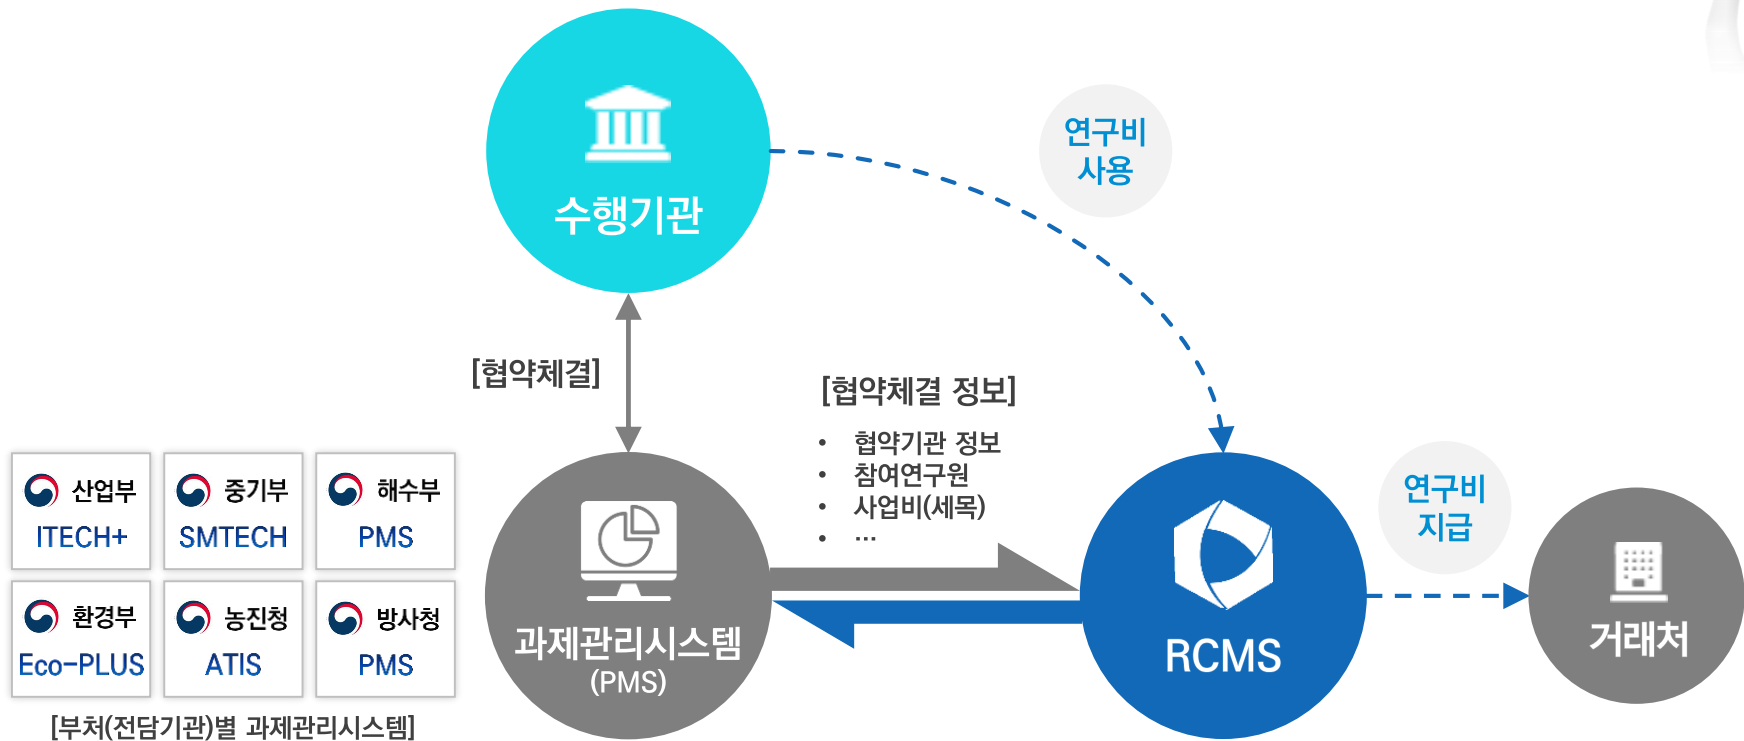 수행기관
연구비
사용
[협약체결]
[협약체결 정보]
• 협약기관 정보
• 참여연구원
• 사업비(세목)
• ...
산업부
ITECH+
중기부
SMTECH
해수부
PMS
환경부
Eco-PLUS
농진청
ATIS
방사청
PMS
[부처(전담기관)별 과제관리시스템]
과제관리시스템
(PMS)
RCMS
연구비
지급
거래처